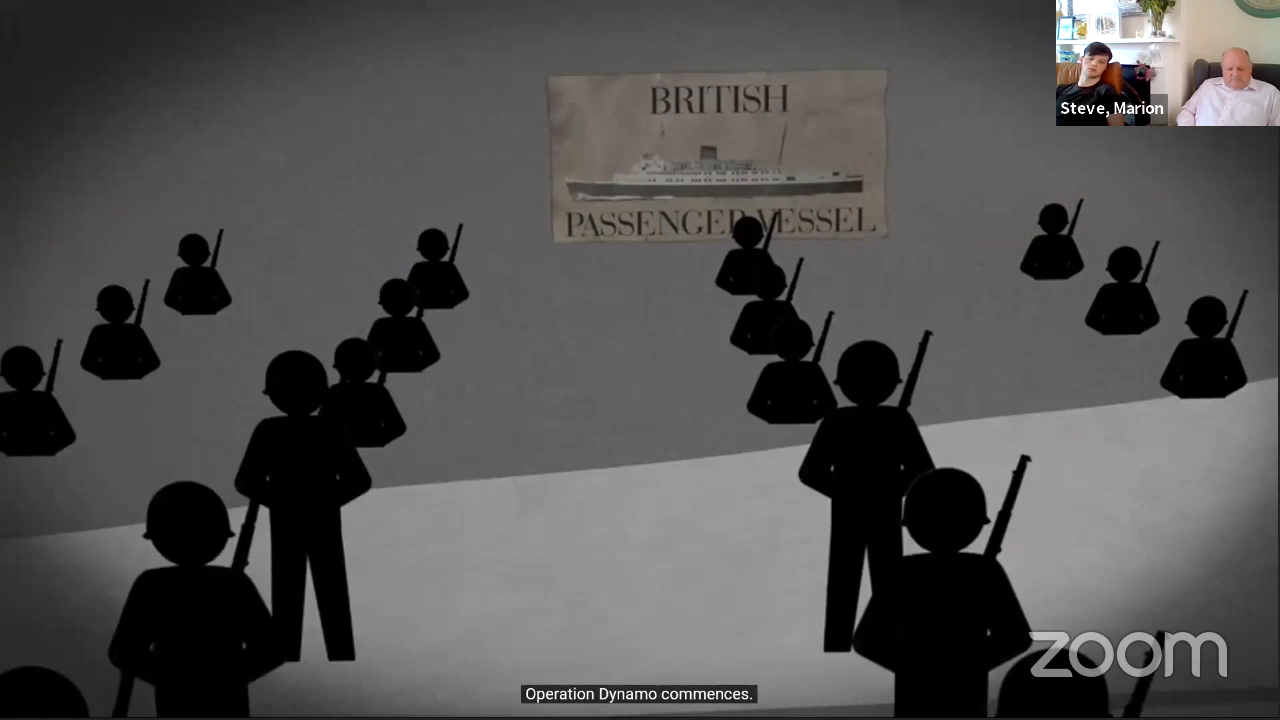 BRITISH
PASSENGER VESSEL
Steve, Marion
Operation Dynamo commences.
zoom